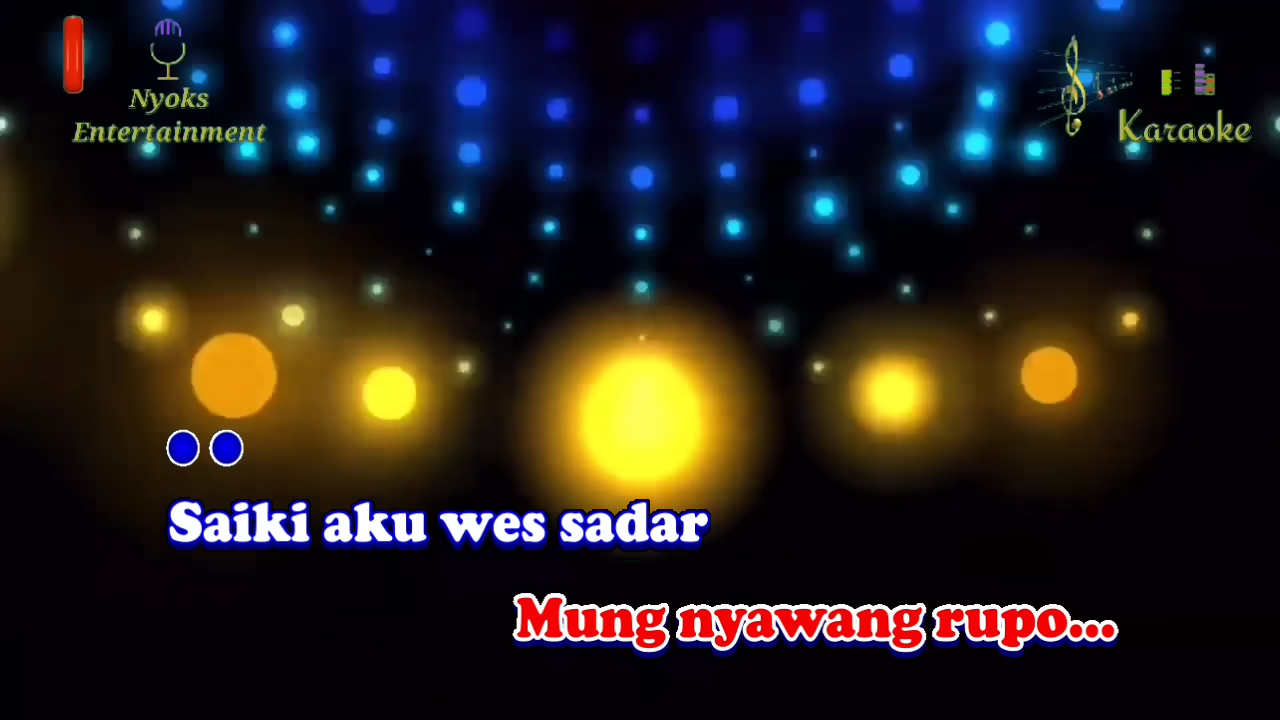 Nyoks
Entertainment
Karaoke
Saiki aku wes sadar
Mung nyawang rupo...